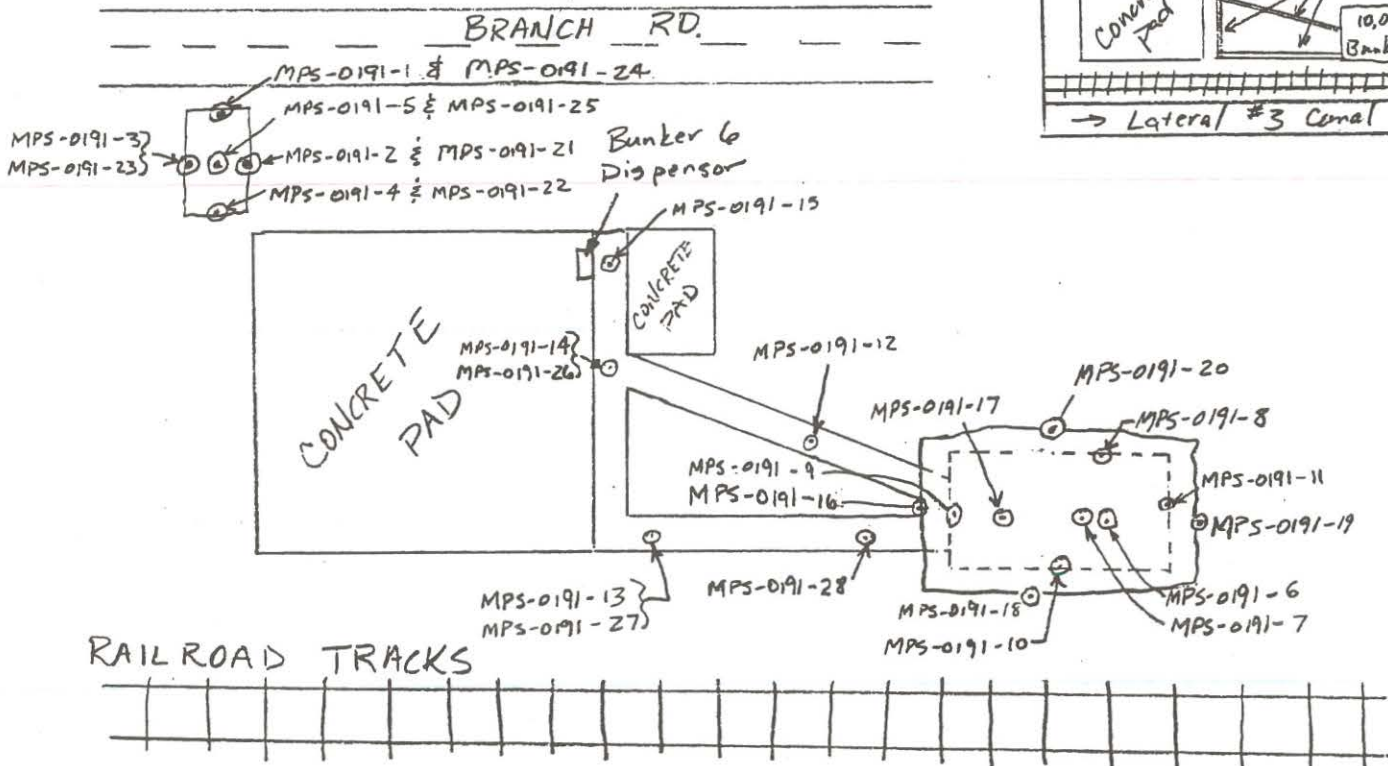 BRANCH RD.
MPS-0191-1 & MPS-0191-24
MPS-0191-5 & MPS-0191-25
MPS-0191-3
MPS-0191-23
MPS-0191-2 & MPS-0191-21
MPS-0191-4 & MPS-0191-22
Bunker 6
Dispensor
MPS-0191-15
CONCRETE
PAD
CONCRETE
PAD
MPS-0191-14
MPS-0191-26
MPS-0191-12
MPS-0191-20
MPS-0191-17
MPS-0191-8
MPS-0191-9
MPS-0191-16
MPS-0191-11
MPS-0191-19
MPS-0191-13
MPS-0191-27
MPS-0191-28
MPS-0191-18
MPS-0191-10
MPS-0191-6
MPS-0191-7
RAILROAD TRACKS
pad
→ Lateral #3 Canal